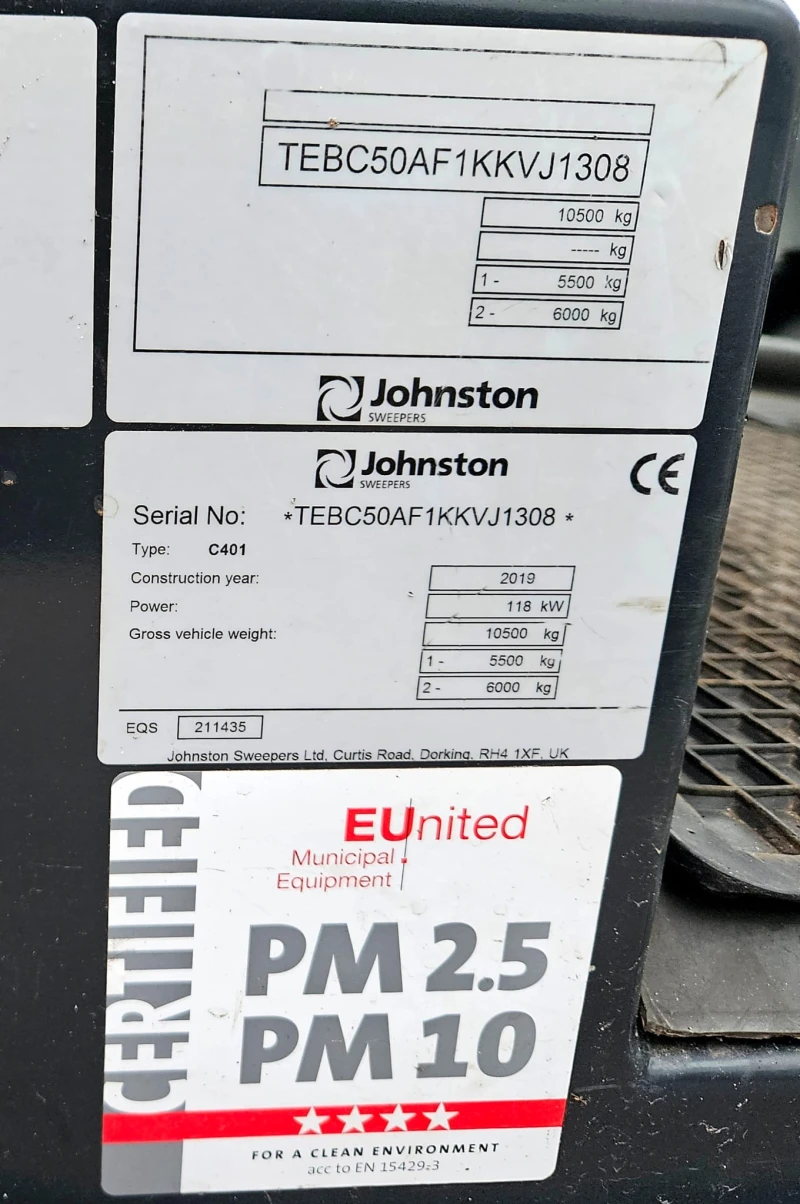 TEBC50AF1KKVJ1308
10500 kg
----- kg
1 - 5500 kg
2 - 6000 kg
Johnston
SWEEPERS
Johnston
SWEEPERS
CE
Serial No: *TEBC50AF1KKVJ1308 *
Type: C401
Construction year: 2019
Power: 118 kW
Gross vehicle weight: 10500 kg
1 - 5500 kg
2 - 6000 kg
EQS 211435
Johnston Sweepers Ltd, Curtis Road, Dorking, RH4 1XF, UK
CERTIFIED
EUnited
Municipal
Equipment
PM 2.5
PM 10
FOR A CLEAN ENVIRONMENT
acc to EN 15429-3